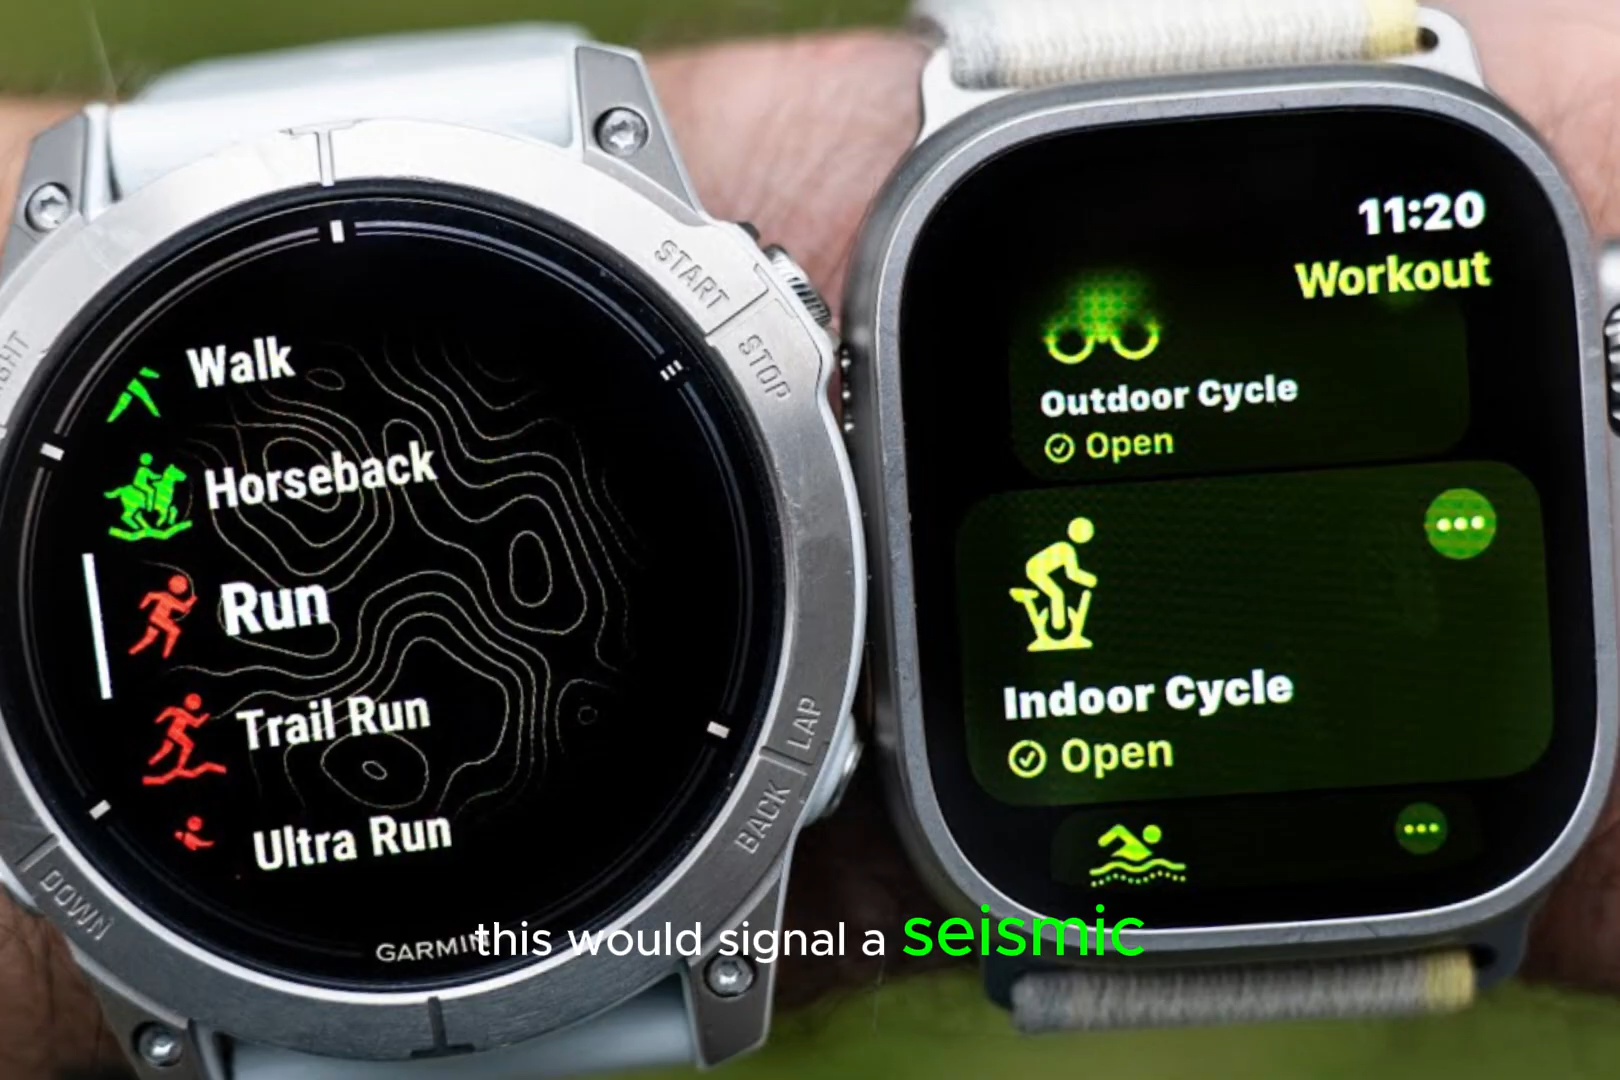 Walk
Horseback
Run
Trail Run
Ultra Run
START
STOP
LAP
BACK
DOWN
GARMIN
11:20
Workout
Outdoor Cycle
Open
Indoor Cycle
Open
this would signal a seismic